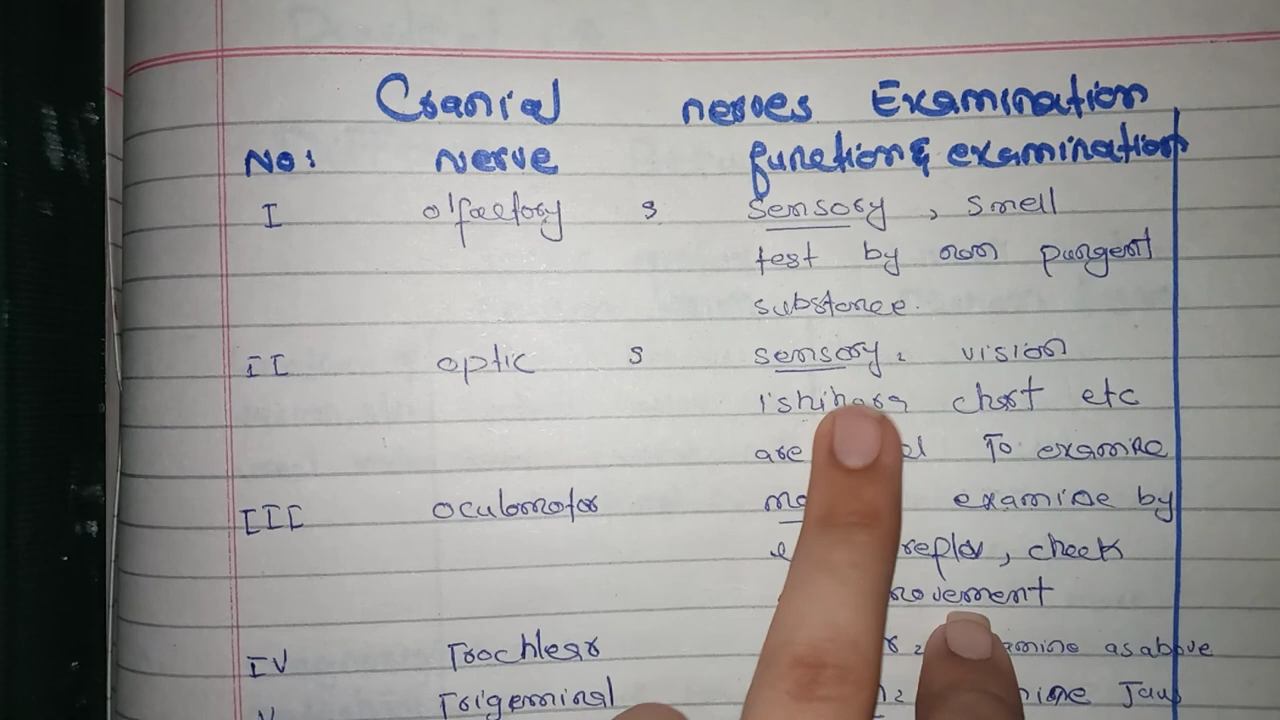 Cranial nerves Examination
No: nerve function & examination
I olfactory s sensory, smell
test by non pungent
substance.
II optic s sensory, vision
ishihara chart etc
are To examine
III oculomotor examine by
reflex, check
movement
IV Trochlear as above
V Trigeminal Jaw